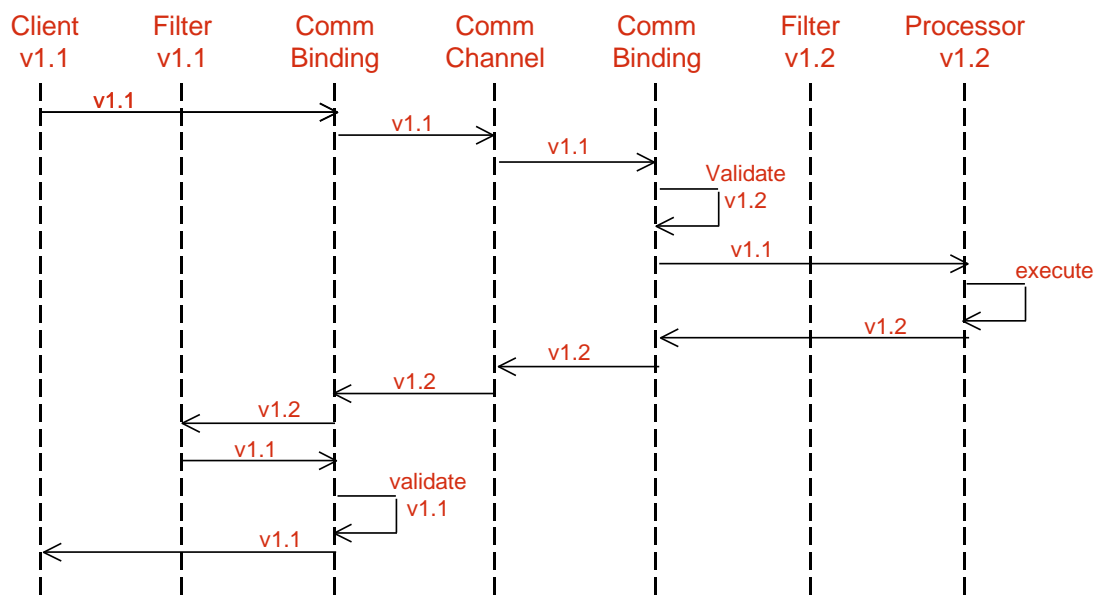 Client
v1.1
Filter
v1.1
Comm
Binding
Comm
Channel
Comm
Binding
Filter
v1.2
Processor
v1.2
v1.1
v1.1
v1.1
Validate
v1.2
v1.1
execute
v1.2
v1.2
v1.2
v1.2
v1.1
validate
v1.1
v1.1